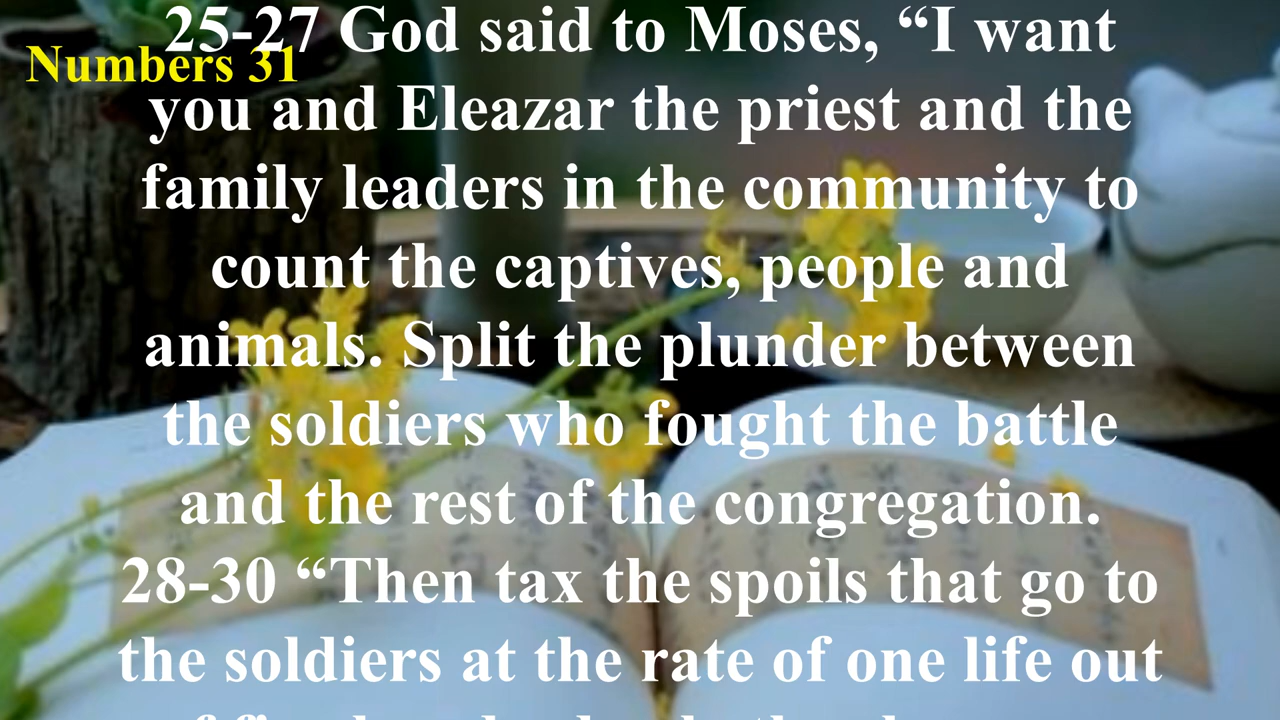 25-27 God said to Moses, “I want
Numbers 31
you and Eleazar the priest and the
family leaders in the community to
count the captives, people and
animals. Split the plunder between
the soldiers who fought the battle
and the rest of the congregation.
28-30 “Then tax the spoils that go to
the soldiers at the rate of one life out